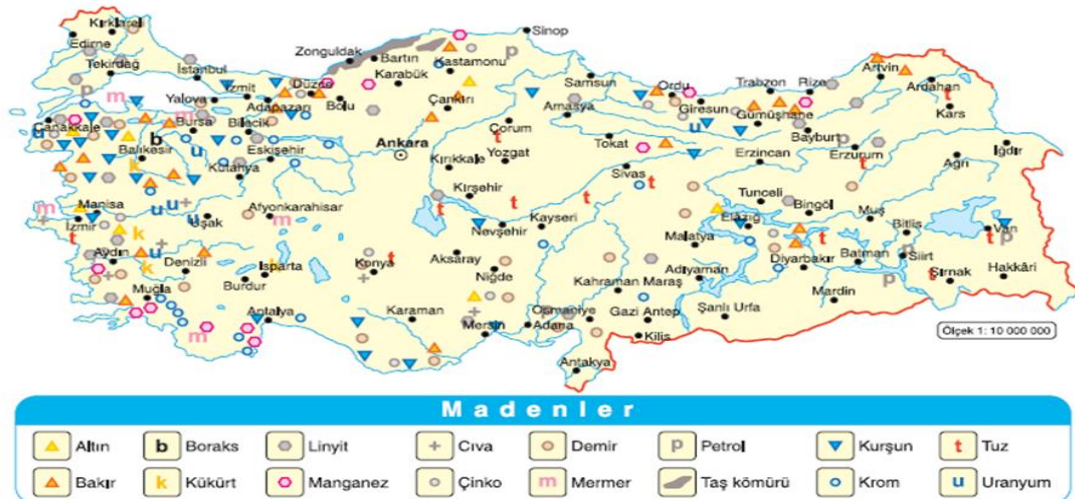 Kırklareli
Edirne
Tekirdağ
İstanbul
Zonguldak
Bartın
Kastamonu
Sinop
Karabük
Samsun
Ordu
Giresun
Trabzon
Rize
Artvin
Ardahan
Kars
Yalova
İzmit
Adapazarı
Düzce
Bolu
Çankırı
Amasya
Gümüşhane
Bayburt
Çanakkale
Bursa
Bilecik
Ankara
Çorum
Tokat
Erzincan
Erzurum
Iğdır
Ağrı
Balıkesir
Eskişehir
Kütahya
Kırıkkale
Yozgat
Sivas
Tunceli
Bingöl
Muş
Bitlis
Van
Manisa
İzmir
Uşak
Afyonkarahisar
Kırşehir
Nevşehir
Kayseri
Malatya
Elazığ
Aydın
Denizli
Isparta
Burdur
Konya
Aksaray
Niğde
Kahraman Maraş
Adıyaman
Diyarbakır
Batman
Siirt
Şırnak
Hakkâri
Muğla
Antalya
Karaman
Mersin
Adana
Osmaniye
Gazi Antep
Kilis
Şanlı Urfa
Mardin
Antakya
Ölçek 1: 10 000 000
Madenler
Altın b Boraks Linyit Cıva Demir p Petrol Kurşun t Tuz
Bakır k Kükürt Manganez Çinko m Mermer Taş kömürü Krom u Uranyum